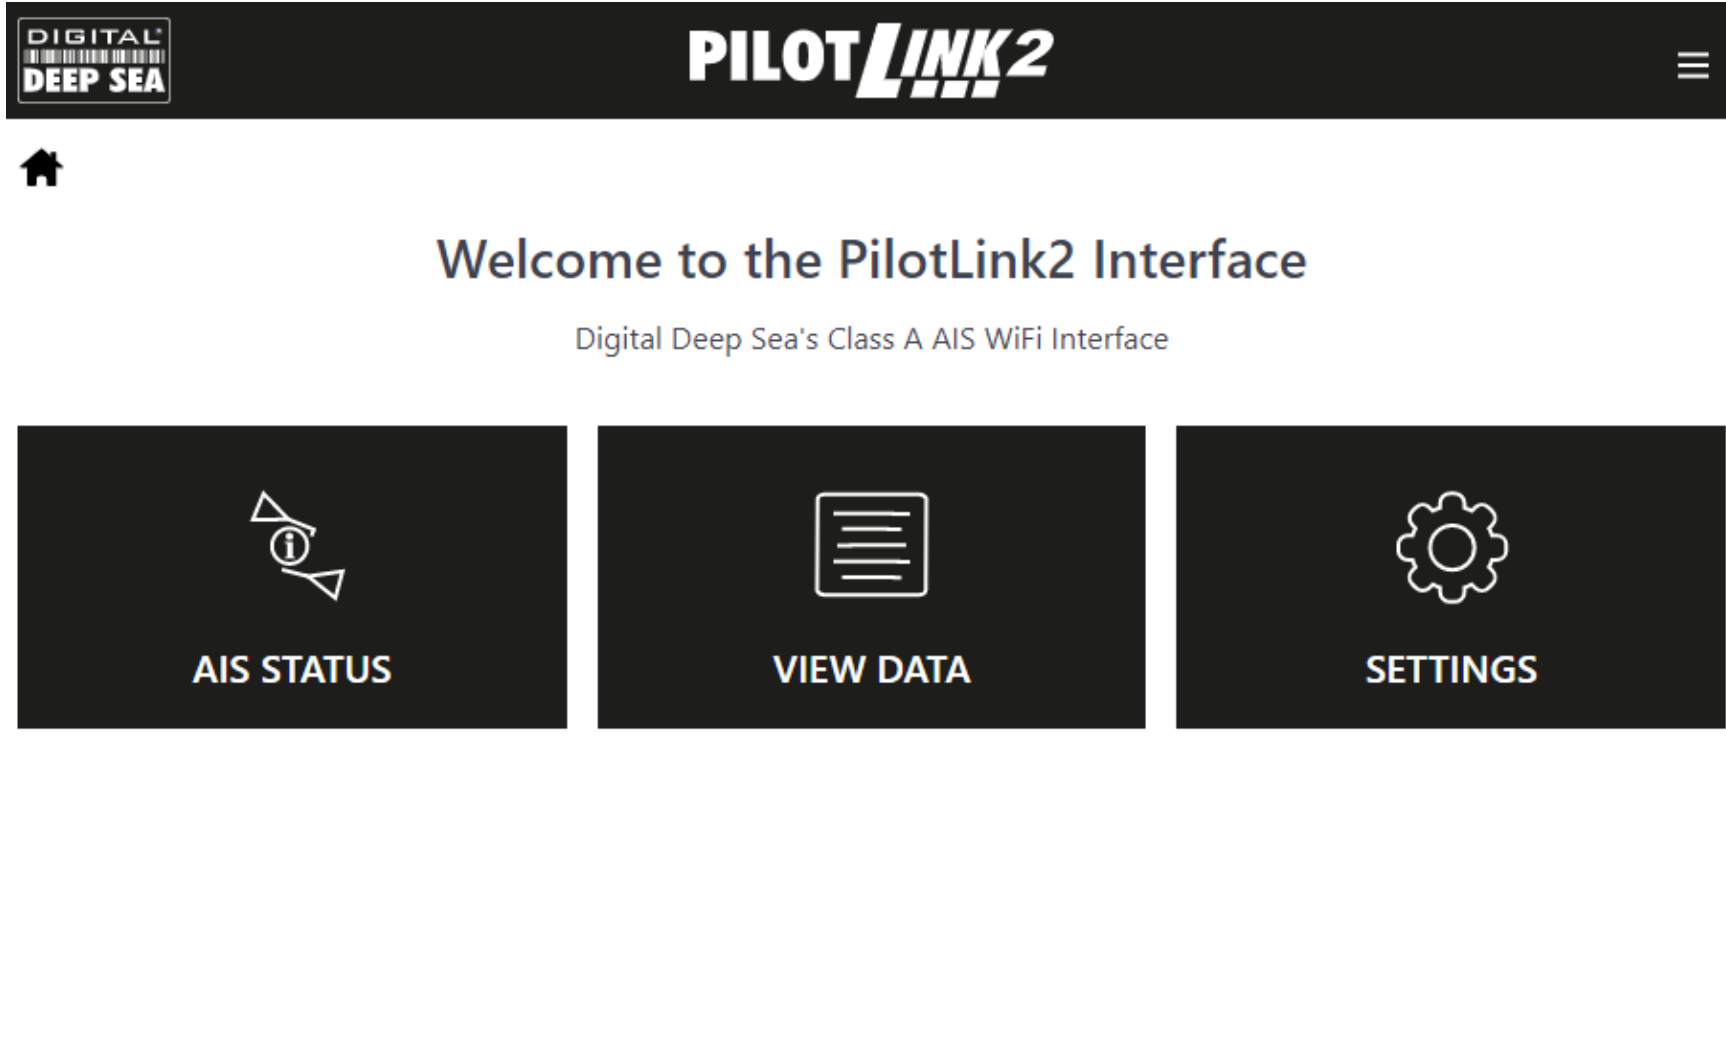 DIGITAL
DEEP SEA
PILOTLINK2
Welcome to the PilotLink2 Interface
Digital Deep Sea's Class A AIS WiFi Interface
i
AIS STATUS
VIEW DATA
SETTINGS